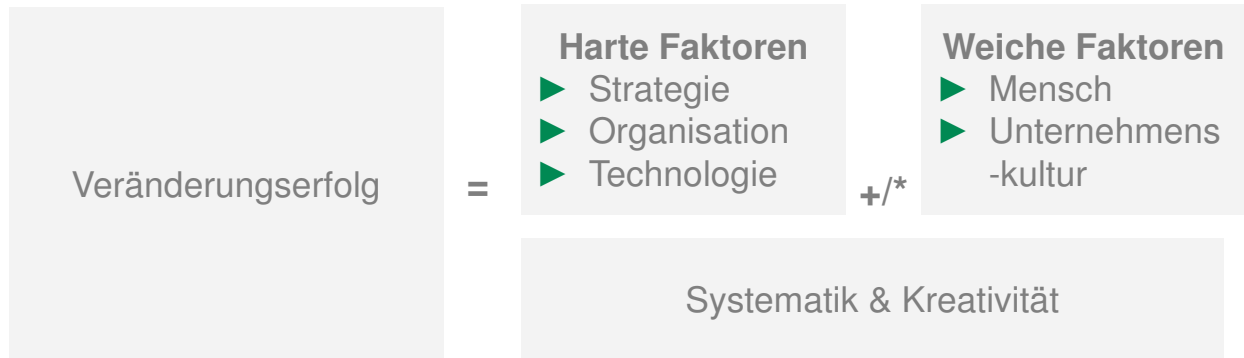 Veränderungserfolg
=
Harte Faktoren
Strategie
Organisation
Technologie
+/*
Weiche Faktoren
Mensch
Unternehmens
-kultur
Systematik & Kreativität